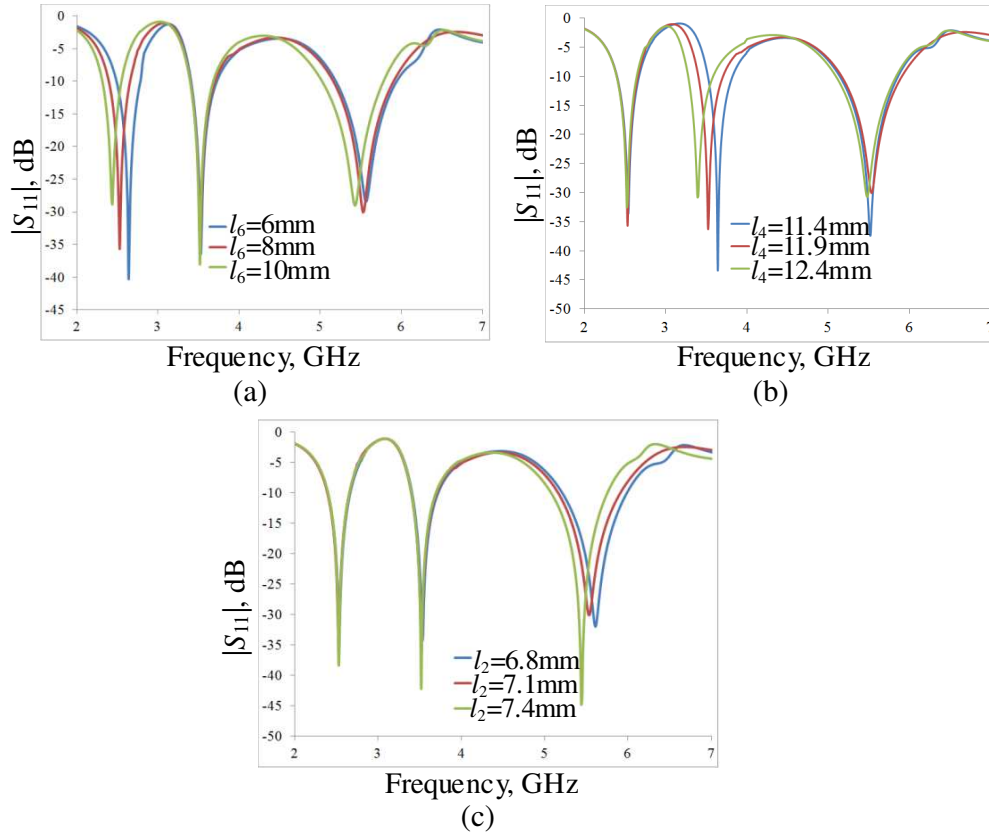 0
-5
-10
-15
-20
-25
-30
-35
-40
-45
|S11|, dB
l6=6mm
l6=8mm
l6=10mm
2 3 4 5 6 7
Frequency, GHz
(a)
0
-5
-10
-15
-20
-25
-30
-35
-40
-45
-50
|S11|, dB
l4=11.4mm
l4=11.9mm
l4=12.4mm
2 3 4 5 6 7
Frequency, GHz
(b)
0
-5
-10
-15
-20
-25
-30
-35
-40
-45
-50
|S11|, dB
l2=6.8mm
l2=7.1mm
l2=7.4mm
2 3 4 5 6 7
Frequency, GHz
(c)